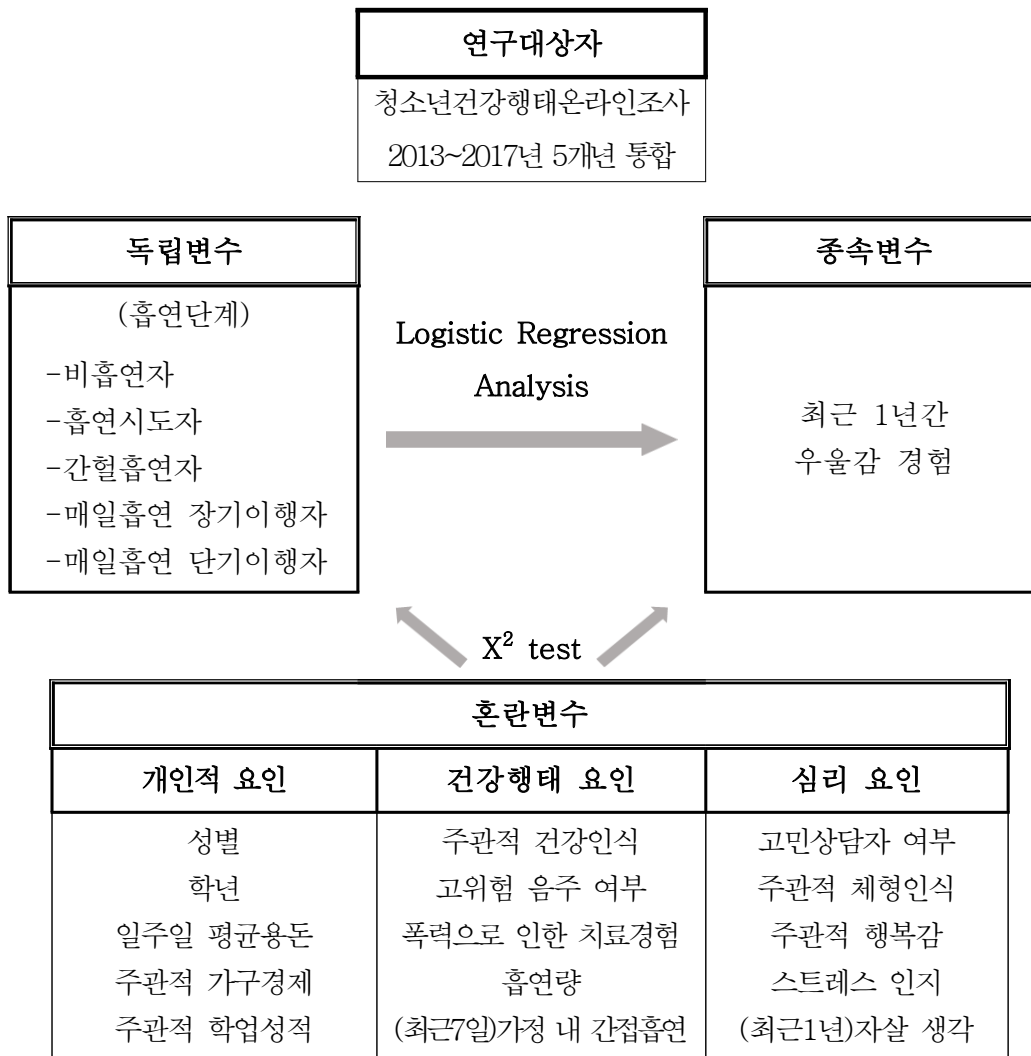 연구대상자
청소년건강행태온라인조사
2013~2017년 5개년 통합
독립변수
(흡연단계)
-비흡연자
-흡연시도자
-간헐흡연자
-매일흡연 장기이행자
-매일흡연 단기이행자
Logistic Regression
Analysis
종속변수
최근 1년간
우울감 경험
X² test
혼란변수
개인적 요인
건강행태 요인
심리 요인
성별
주관적 건강인식
고민상담자 여부
학년
고위험 음주 여부
주관적 체형인식
일주일 평균용돈
폭력으로 인한 치료경험
주관적 행복감
주관적 가구경제
흡연량
스트레스 인지
주관적 학업성적
(최근7일)가정 내 간접흡연
(최근1년)자살 생각